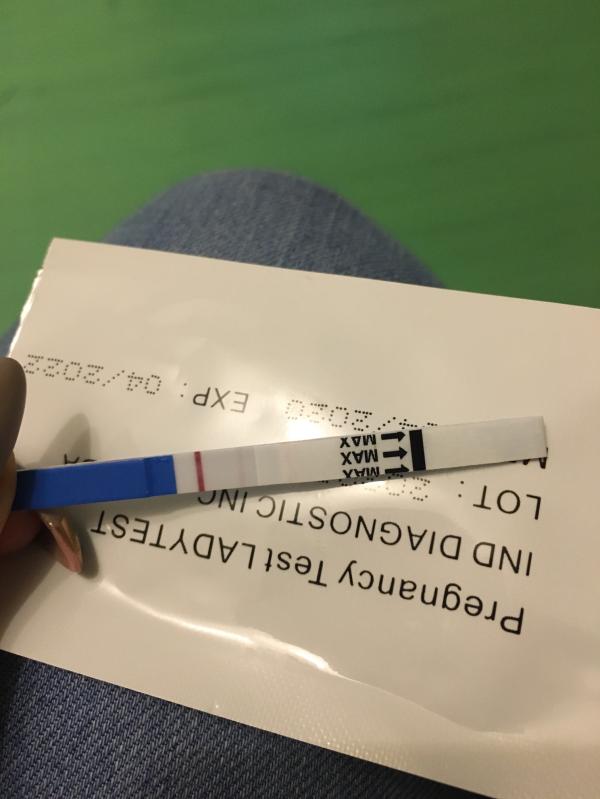 Pregnancy Test LADYTEST
IND DIAGNOSTIC INC
LOT:
EXP: 04/2022
MAX
MAX
MAX